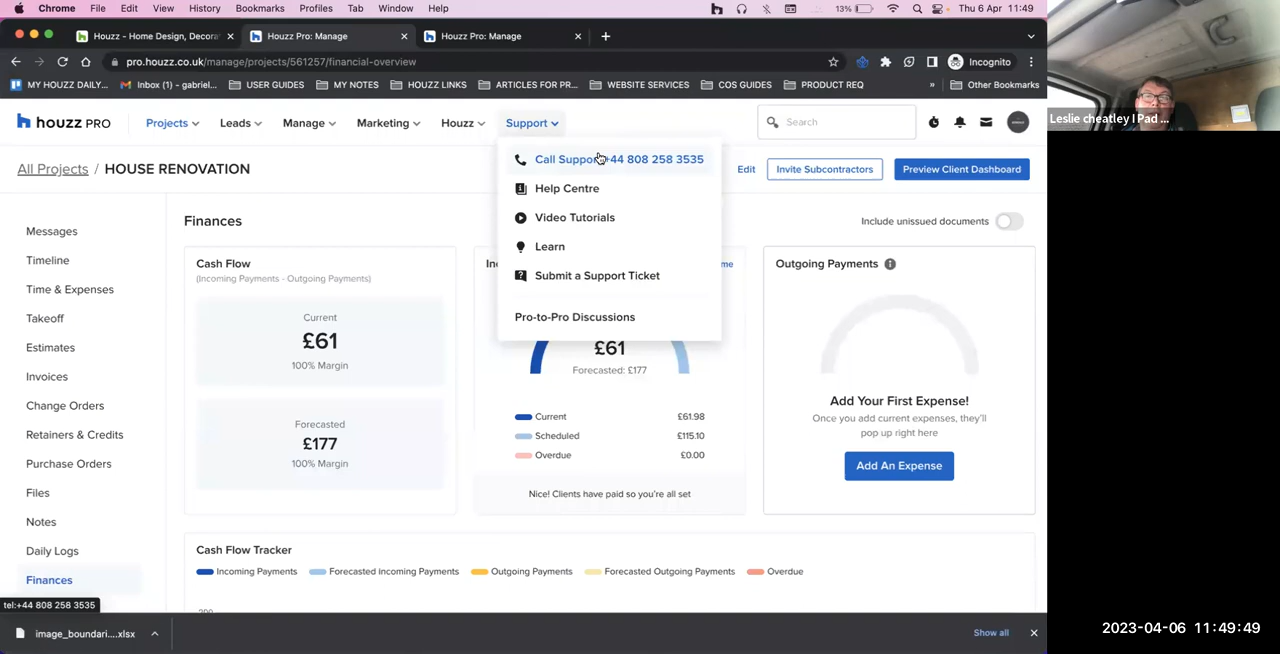 Chrome File Edit View History Bookmarks Profiles Tab Window Help 13% Thu 6 Apr 11:49
Houzz - Home Design, Decora Houzz Pro: Manage Houzz Pro: Manage
pro.houzz.co.uk/manage/projects/561257/financial-overview Incognito
MY HOUZZ DAILY... Inbox (1) - gabriel... USER GUIDES MY NOTES HOUZZ LINKS ARTICLES FOR PR... WEBSITE SERVICES COS GUIDES PRODUCT REQ » Other Bookmarks
Leslie cheatley I Pad ...
houzz PRO Projects Leads Manage Marketing Houzz Support Search
Call Suppor +44 808 258 3535
Help Centre
Video Tutorials
Learn
Submit a Support Ticket
Pro-to-Pro Discussions
All Projects / HOUSE RENOVATION Edit Invite Subcontractors Preview Client Dashboard
Messages
Timeline
Time & Expenses
Takeoff
Estimates
Invoices
Change Orders
Retainers & Credits
Purchase Orders
Files
Notes
Daily Logs
Finances
Finances Include unissued documents
Cash Flow
(Incoming Payments - Outgoing Payments)
Current
£61
100% Margin
Forecasted
£177
100% Margin
£61
Forecasted: £177
Current £61.98
Scheduled £115.10
Overdue £0.00
Nice! Clients have paid so you're all set
Outgoing Payments
Add Your First Expense!
Once you add current expenses, they'll
pop up right here
Add An Expense
Cash Flow Tracker
Incoming Payments Forecasted Incoming Payments Outgoing Payments Forecasted Outgoing Payments Overdue
tel:+44 808 258 3535
image_boundari....xlsx Show all
2023-04-06 11:49:49